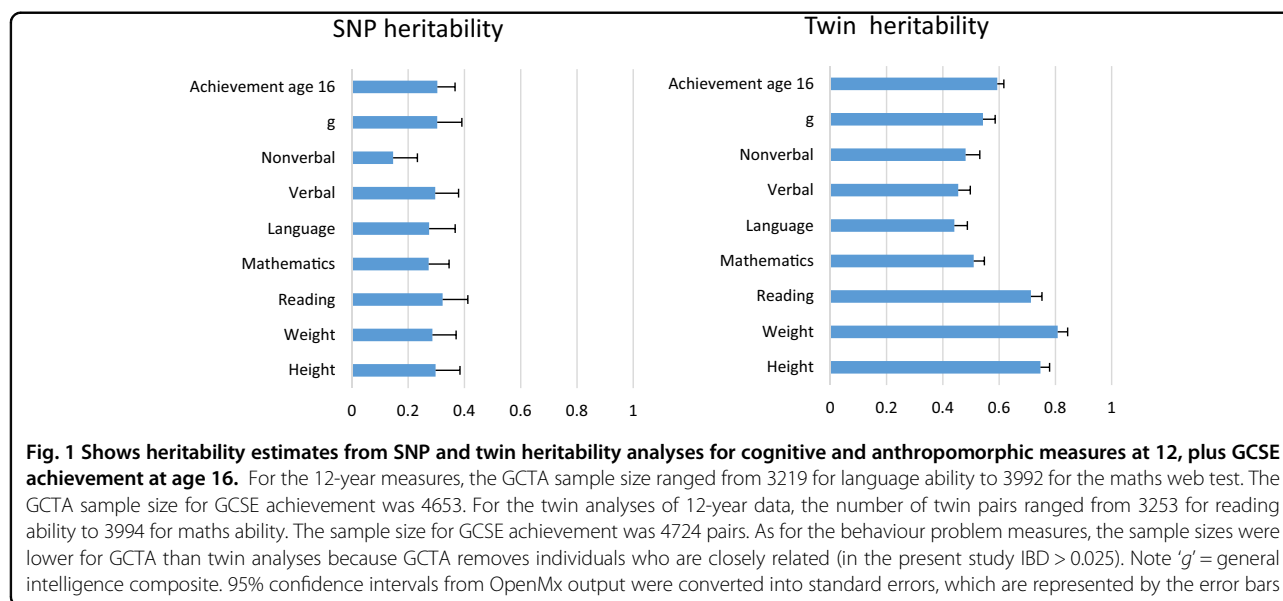 SNP heritability
Achievement age 16
g
Nonverbal
Verbal
Language
Mathematics
Reading
Weight
Height
0 0.2 0.4 0.6 0.8 1
Twin heritability
Achievement age 16
g
Nonverbal
Verbal
Language
Mathematics
Reading
Weight
Height
0 0.2 0.4 0.6 0.8 1
Fig. 1 Shows heritability estimates from SNP and twin heritability analyses for cognitive and anthropomorphic measures at 12, plus GCSE
achievement at age 16. For the 12-year measures, the GCTA sample size ranged from 3219 for language ability to 3992 for the maths web test. The
GCTA sample size for GCSE achievement was 4653. For the twin analyses of 12-year data, the number of twin pairs ranged from 3253 for reading
ability to 3994 for maths ability. The sample size for GCSE achievement was 4724 pairs. As for the behaviour problem measures, the sample sizes were
lower for GCTA than twin analyses because GCTA removes individuals who are closely related (in the present study IBD > 0.025). Note ‘g’ = general
intelligence composite. 95% confidence intervals from OpenMx output were converted into standard errors, which are represented by the error bars